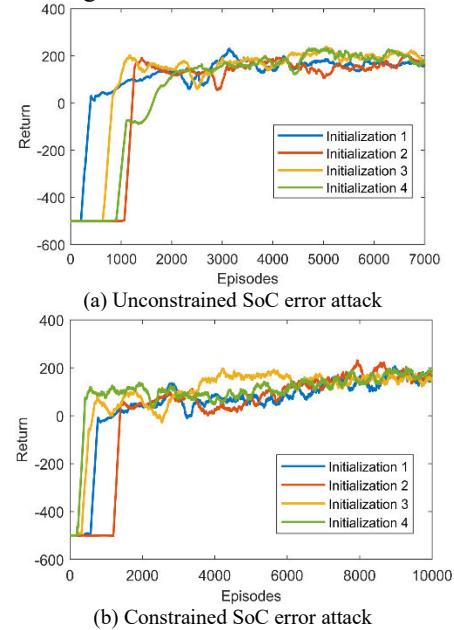 400
200
0
-200
-400
-600
Return
Initialization 1
Initialization 2
Initialization 3
Initialization 4
0 1000 2000 3000 4000 5000 6000 7000
Episodes
(a) Unconstrained SoC error attack
400
200
0
-200
-400
-600
Return
Initialization 1
Initialization 2
Initialization 3
Initialization 4
0 2000 4000 6000 8000 10000
Episodes
(b) Constrained SoC error attack